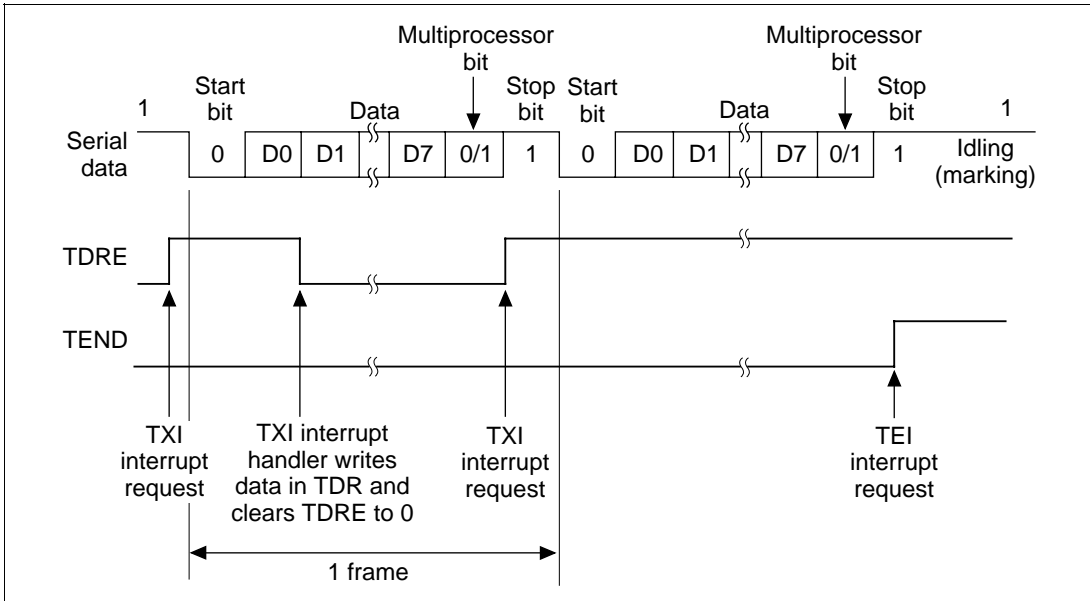 Multiprocessor
bit
Multiprocessor
bit
Start
bit
Data
Stop
bit
Start
bit
Data
Stop
bit
1
1
Serial
data
0 D0 D1 D7 0/1 1 0 D0 D1 D7 0/1 1
Idling
(marking)
TDRE
TEND
TXI
interrupt
request
TXI interrupt
handler writes
data in TDR and
clears TDRE to 0
TXI
interrupt
request
TEI
interrupt
request
1 frame